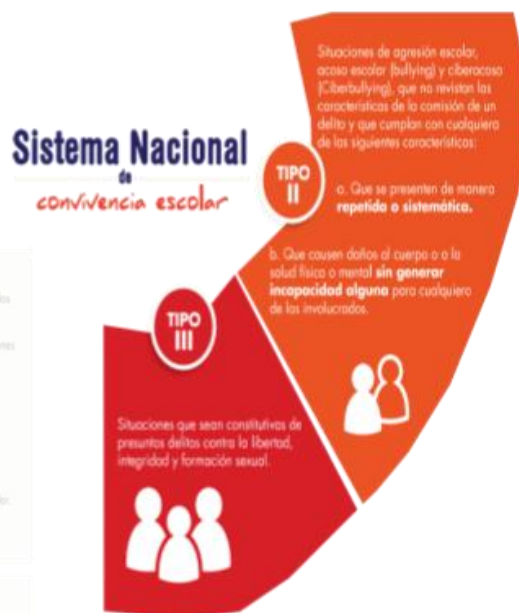 Sistema Nacional
de
convivencia escolar
TIPO
II
Situaciones de agresión escolar,
acoso escolar (bullying) y ciberacoso
(Ciberbullying), que no revistan las
características de la comisión de un
delito y que cumplan con cualquiera
de las siguientes características:
a. Que se presenten de manera
repetida o sistemática.
b. Que causen daños al cuerpo o a la
salud física o mental sin generar
incapacidad alguna para cualquiera
de los involucrados.
TIPO
III
Situaciones que sean constitutivas de
presuntos delitos contra la libertad,
integridad y formación sexual.